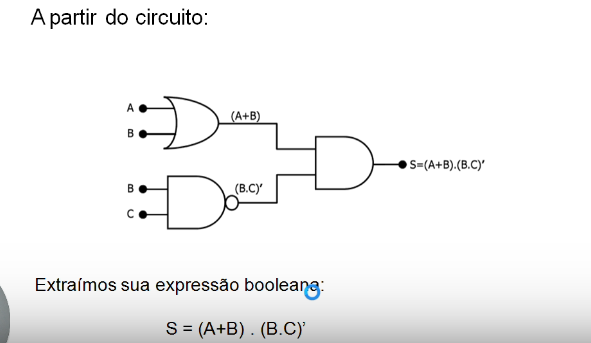 A partir do circuito:
A
(A+B)
B
S=(A+B).(B.C)'
B
(B.C)'
C
Extraímos sua expressão booleana:
S = (A+B) . (B.C)'